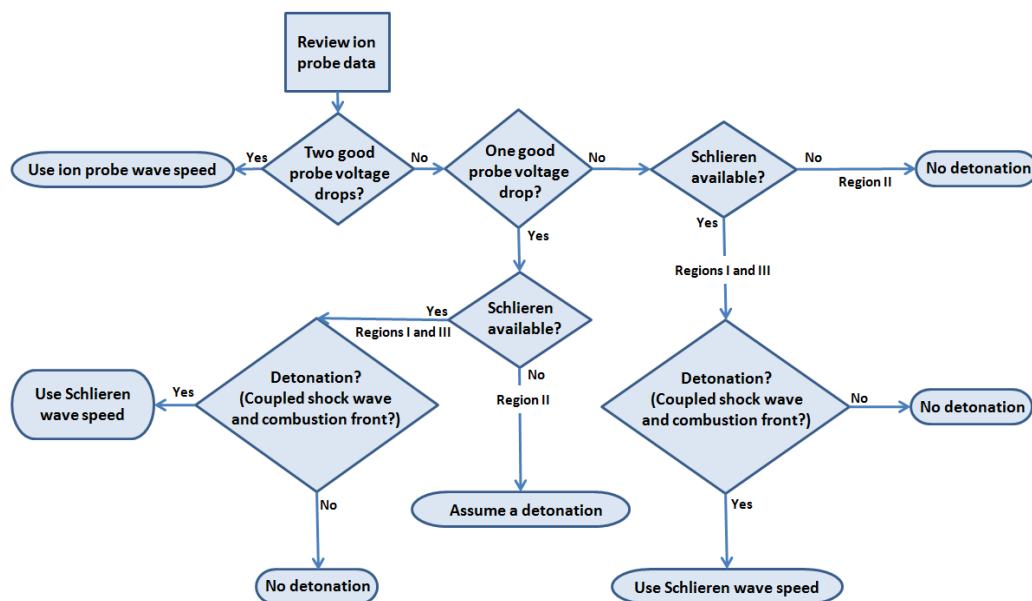 Review ion
probe data
Use ion probe wave speed
Yes
Two good
probe voltage
drops?
No
One good
probe voltage
drop?
No
Schlieren
available?
No
Region II
No detonation
Yes
Yes
Regions I and III
Schlieren
available?
Yes
Regions I and III
No
Region II
Use Schlieren
wave speed
Yes
Detonation?
(Coupled shock wave
and combustion front?)
No
No detonation
Assume a detonation
Detonation?
(Coupled shock wave
and combustion front?)
No
No detonation
Yes
Use Schlieren wave speed